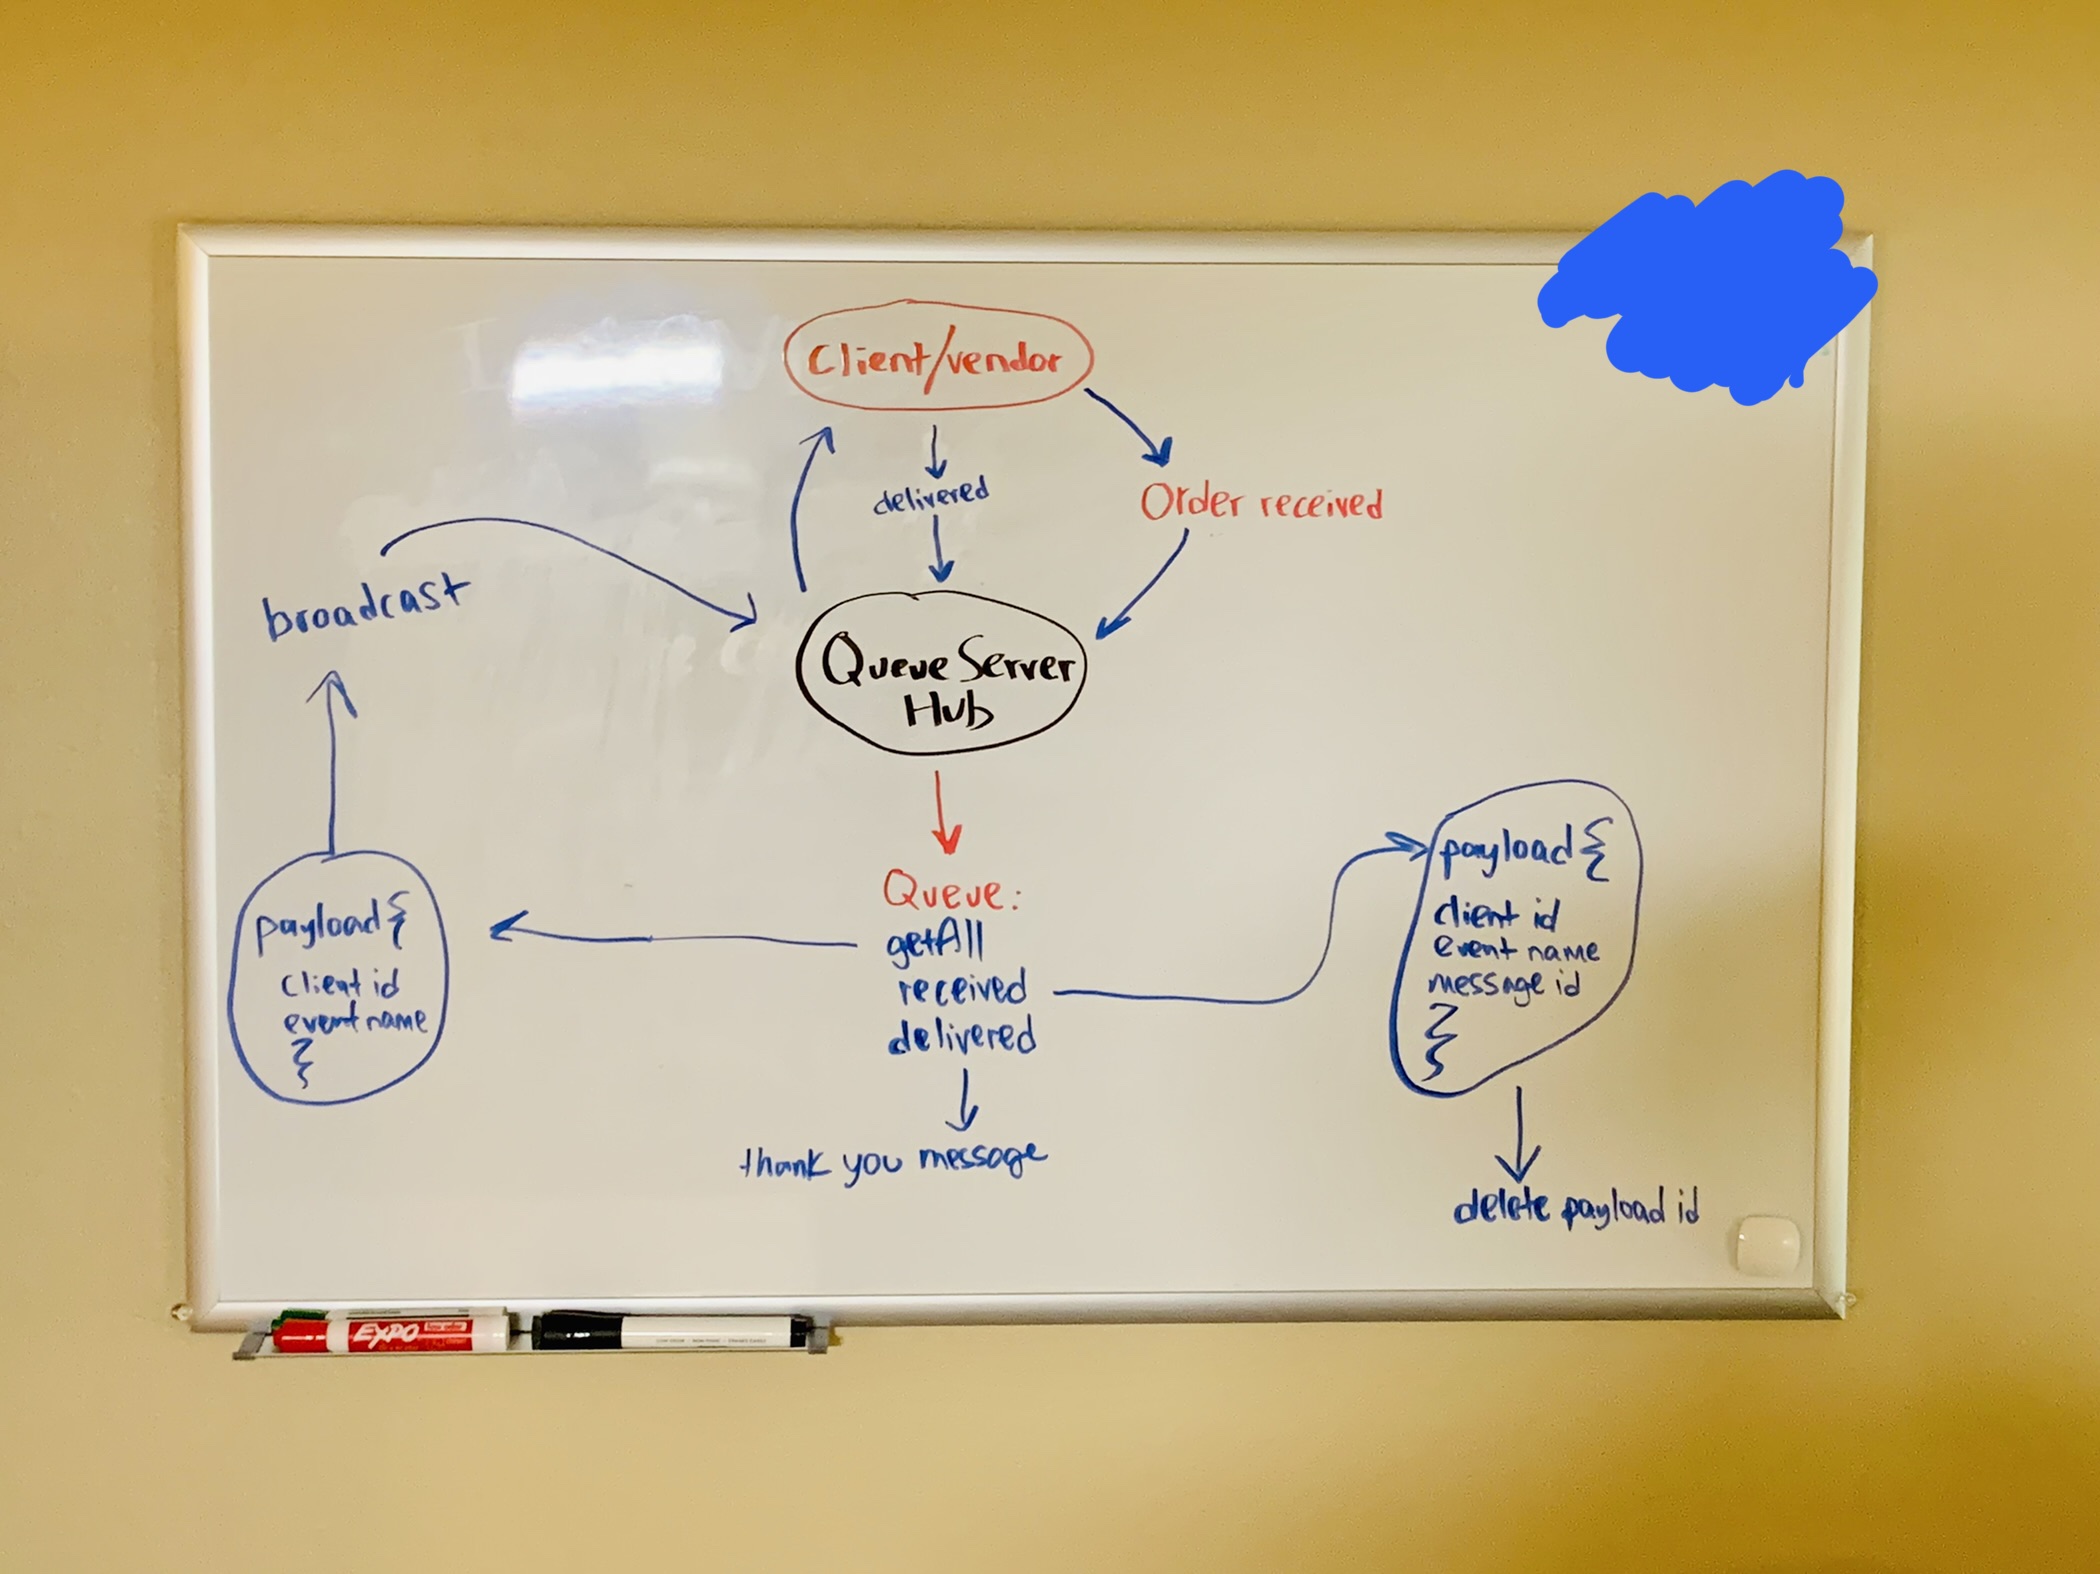 Client/vendor
delivered
Order received
broadcast
Queue Server
Hub
Queue:
getAll
received
delivered
thank you message
payload {
client id
event name
}
payload {
client id
event name
message id
}
}
delete payload id
EXPO